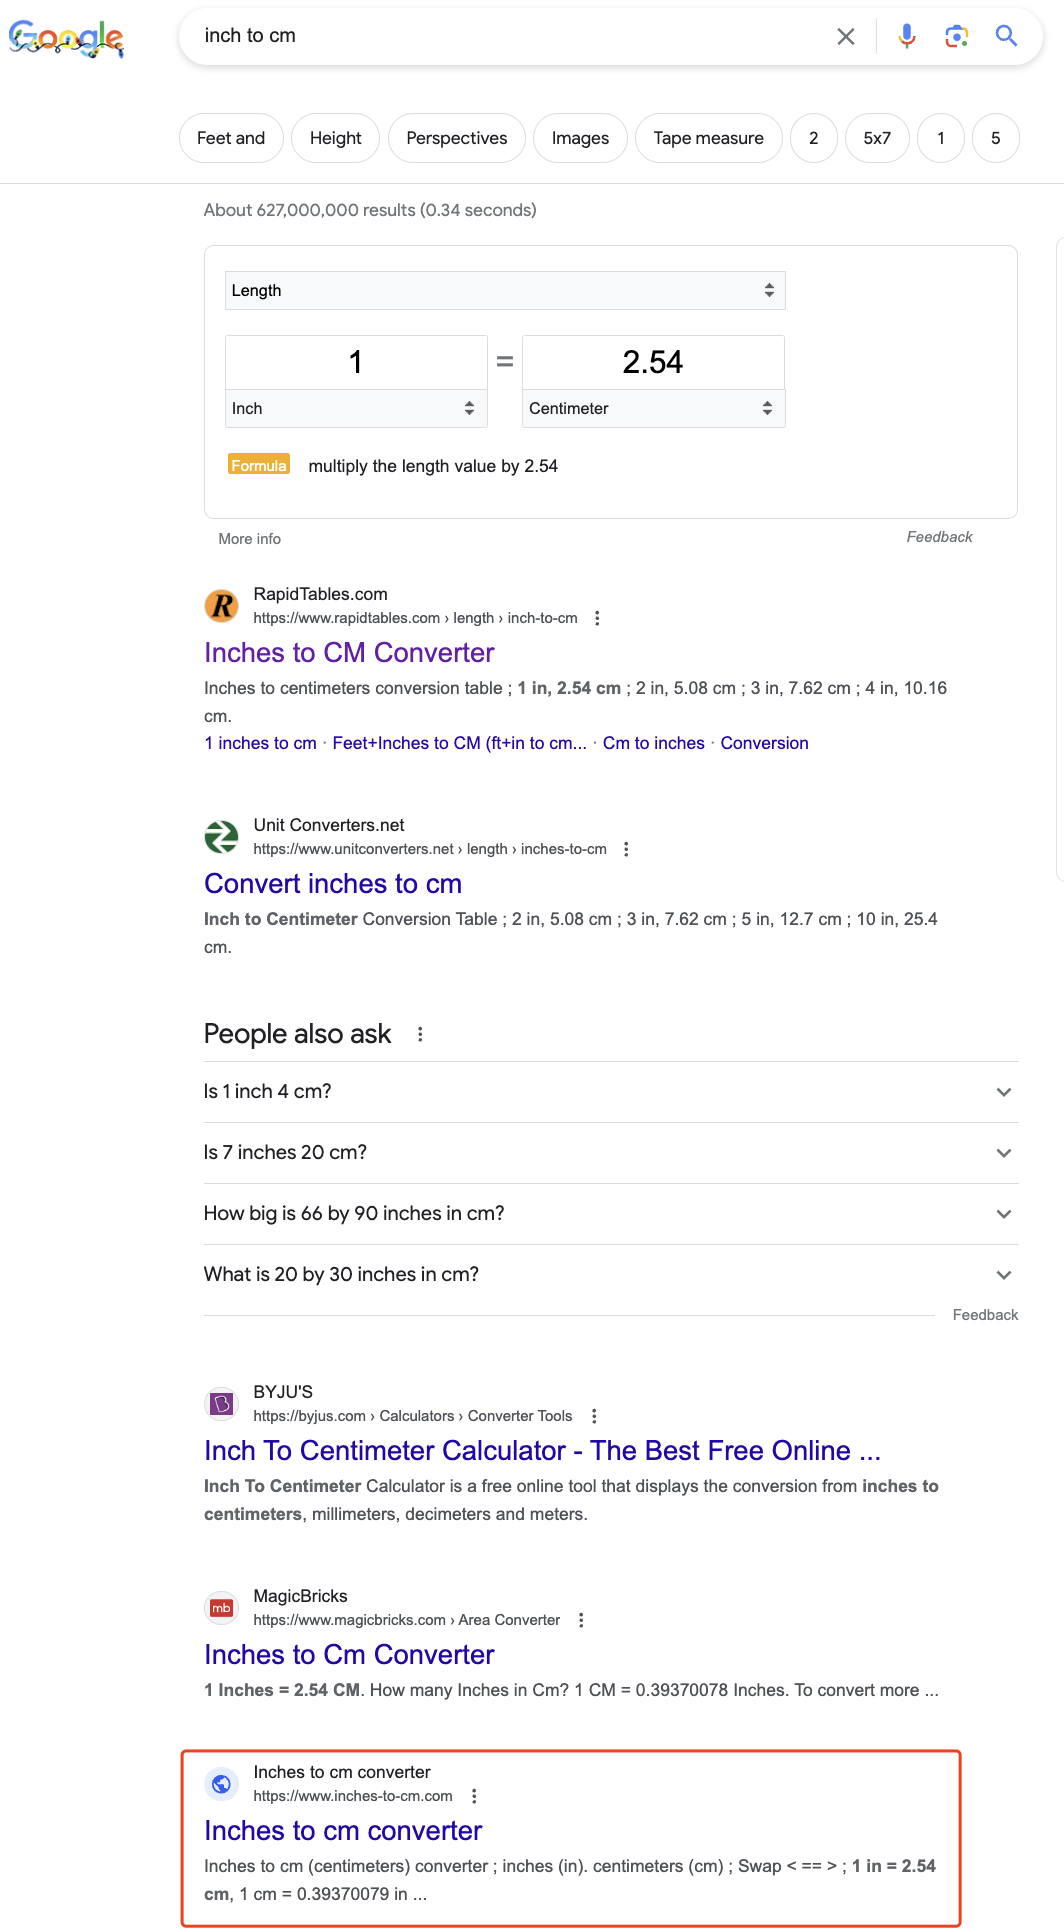 Google
inch to cm
Feet and
Height
Perspectives
Images
Tape measure
2
5x7
1
5
About 627,000,000 results (0.34 seconds)
Length
1 = 2.54
Inch
Centimeter
Formula multiply the length value by 2.54
More info
Feedback
RapidTables.com
https://www.rapidtables.com › length › inch-to-cm
Inches to CM Converter
Inches to centimeters conversion table ; 1 in, 2.54 cm ; 2 in, 5.08 cm ; 3 in, 7.62 cm ; 4 in, 10.16
cm.
1 inches to cm · Feet+Inches to CM (ft+in to cm... · Cm to inches · Conversion
Unit Converters.net
https://www.unitconverters.net › length › inches-to-cm
Convert inches to cm
Inch to Centimeter Conversion Table ; 2 in, 5.08 cm ; 3 in, 7.62 cm ; 5 in, 12.7 cm ; 10 in, 25.4
cm.
People also ask
Is 1 inch 4 cm?
Is 7 inches 20 cm?
How big is 66 by 90 inches in cm?
What is 20 by 30 inches in cm?
Feedback
BYJU'S
https://byjus.com › Calculators › Converter Tools
Inch To Centimeter Calculator - The Best Free Online ...
Inch To Centimeter Calculator is a free online tool that displays the conversion from inches to
centimeters, millimeters, decimeters and meters.
mb
MagicBricks
https://www.magicbricks.com › Area Converter
Inches to Cm Converter
1 Inches = 2.54 CM. How many Inches in Cm? 1 CM = 0.39370078 Inches. To convert more ...
Inches to cm converter
https://www.inches-to-cm.com
Inches to cm converter
Inches to cm (centimeters) converter ; inches (in). centimeters (cm) ; Swap < == > ; 1 in = 2.54
cm, 1 cm = 0.39370079 in ...